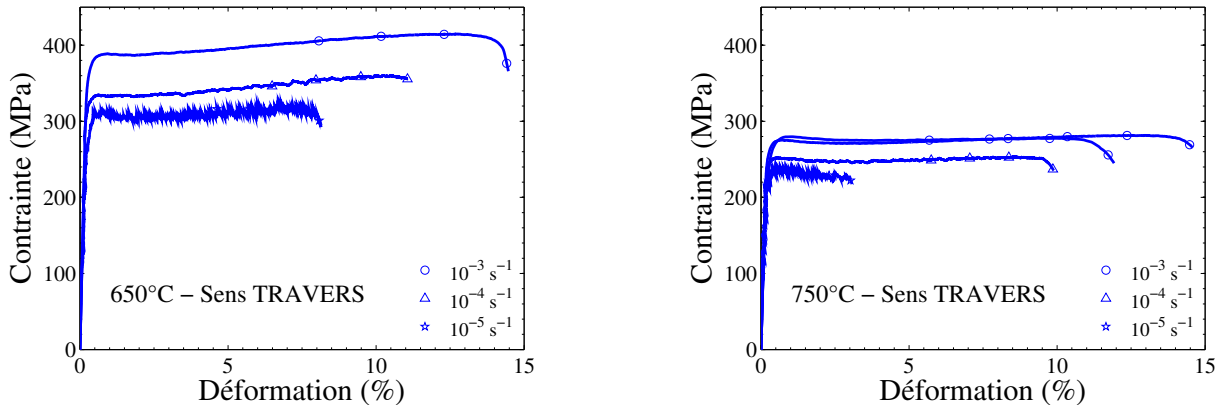 400
300
200
100
0
0
5
10
15
Contrainte (MPa)
Déformation (%)
650°C – Sens TRAVERS
10⁻³ s⁻¹
10⁻⁴ s⁻¹
10⁻⁵ s⁻¹
400
300
200
100
0
0
5
10
15
Contrainte (MPa)
Déformation (%)
750°C – Sens TRAVERS
10⁻³ s⁻¹
10⁻⁴ s⁻¹
10⁻⁵ s⁻¹